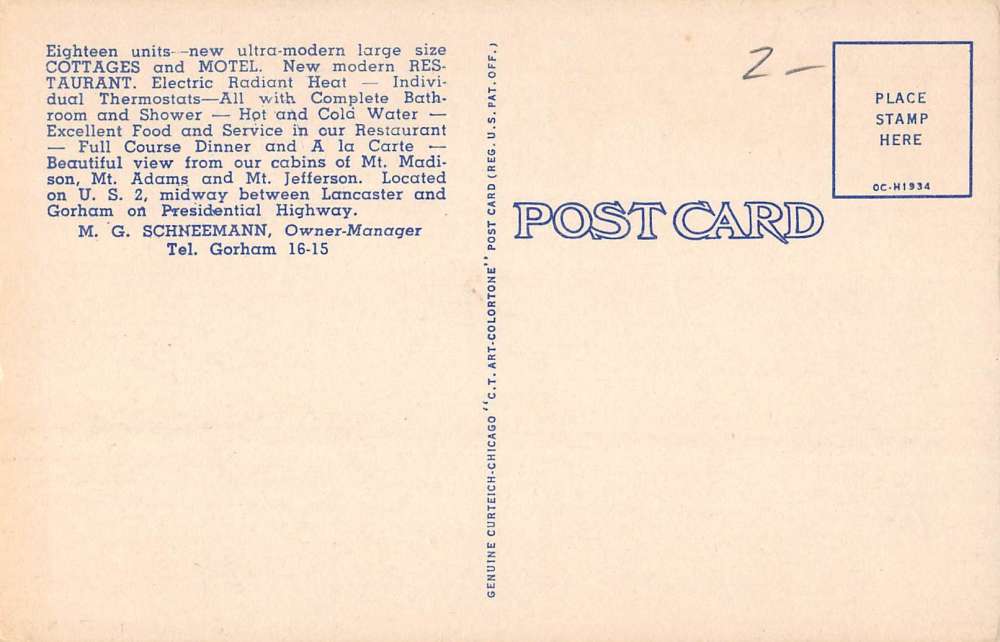 Eighteen units—new ultra-modern large size
COTTAGES and MOTEL. New modern RES-
TAURANT. Electric Radiant Heat — Indivi-
dual Thermostats—All with Complete Bath-
room and Shower — Hot and Cold Water —
Excellent Food and Service in our Restaurant
— Full Course Dinner and A la Carte —
Beautiful view from our cabins of Mt. Madi-
son, Mt. Adams and Mt. Jefferson. Located
on U. S. 2, midway between Lancaster and
Gorham on Presidential Highway.
M. G. SCHNEEMANN, Owner-Manager
Tel. Gorham 16-15
GENUINE CURTEICH-CHICAGO "C.T. ART-COLORTONE" POST CARD (REG. U.S. PAT. OFF.)
2 —
POST CARD
PLACE
STAMP
HERE
OC-H1934